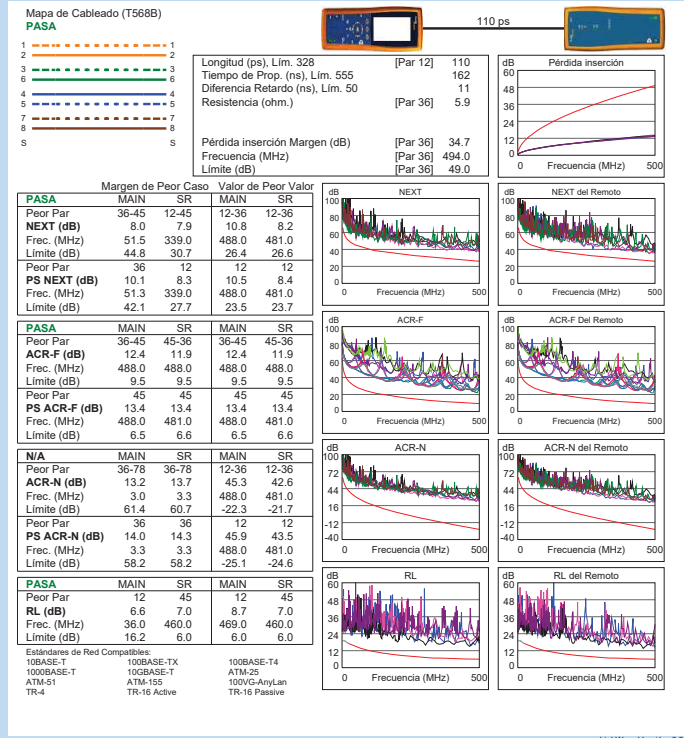 Mapa de Cableado (T568B)
PASA
1 1
2 2
3 3
6 6
4 4
5 5
7 7
8 8
S S
110 ps
Longitud (ps), Lím. 328 [Par 12] 110
Tiempo de Prop. (ns), Lím. 555 162
Diferencia Retardo (ns), Lím. 50 11
Resistencia (ohm.) [Par 36] 5.9
Pérdida inserción Margen (dB) [Par 36] 34.7
Frecuencia (MHz) [Par 36] 494.0
Límite (dB) [Par 36] 49.0
dB Pérdida inserción
60
48
36
24
12
0
0 Frecuencia (MHz) 500
Margen de Peor Caso Valor de Peor Valor
PASA MAIN SR MAIN SR
Peor Par 36-45 12-45 12-36 12-36
NEXT (dB) 8.0 7.9 10.8 8.2
Frec. (MHz) 51.5 339.0 488.0 481.0
Límite (dB) 44.8 30.7 26.4 26.6
Peor Par 36 12 12 12
PS NEXT (dB) 10.1 8.3 10.5 8.4
Frec. (MHz) 51.3 339.0 488.0 481.0
Límite (dB) 42.1 27.7 23.5 23.7
PASA MAIN SR MAIN SR
Peor Par 36-45 45-36 36-45 45-36
ACR-F (dB) 12.4 11.9 12.4 11.9
Frec. (MHz) 488.0 488.0 488.0 488.0
Límite (dB) 9.5 9.5 9.5 9.5
Peor Par 45 45 45 45
PS ACR-F (dB) 13.4 13.4 13.4 13.4
Frec. (MHz) 488.0 481.0 488.0 481.0
Límite (dB) 6.5 6.6 6.5 6.6
N/A MAIN SR MAIN SR
Peor Par 36-78 36-78 12-36 12-36
ACR-N (dB) 13.2 13.7 45.3 42.6
Frec. (MHz) 3.0 3.3 488.0 481.0
Límite (dB) 61.4 60.7 -22.3 -21.7
Peor Par 36 36 12 12
PS ACR-N (dB) 14.0 14.3 45.9 43.5
Frec. (MHz) 3.3 3.3 488.0 481.0
Límite (dB) 58.2 58.2 -25.1 -24.6
PASA MAIN SR MAIN SR
Peor Par 12 45 12 45
RL (dB) 6.6 7.0 8.7 7.0
Frec. (MHz) 36.0 460.0 469.0 460.0
Límite (dB) 16.2 6.0 6.0 6.0
Estándares de Red Compatibles:
10BASE-T 100BASE-TX 100BASE-T4
1000BASE-T 10GBASE-T ATM-25
ATM-51 ATM-155 100VG-AnyLan
TR-4 TR-16 Active TR-16 Passive
dB NEXT
100
80
60
40
20
0
0 Frecuencia (MHz) 500
dB NEXT del Remoto
100
80
60
40
20
0
0 Frecuencia (MHz) 500
dB ACR-F
100
80
60
40
20
0
0 Frecuencia (MHz) 500
dB ACR-F Del Remoto
100
80
60
40
20
0
0 Frecuencia (MHz) 500
dB ACR-N
100
72
44
16
-12
-40
0 Frecuencia (MHz) 500
dB ACR-N del Remoto
100
72
44
16
-12
-40
0 Frecuencia (MHz) 500
dB RL
60
48
36
24
12
0
0 Frecuencia (MHz) 500
dB RL del Remoto
60
48
36
24
12
0
0 Frecuencia (MHz) 500